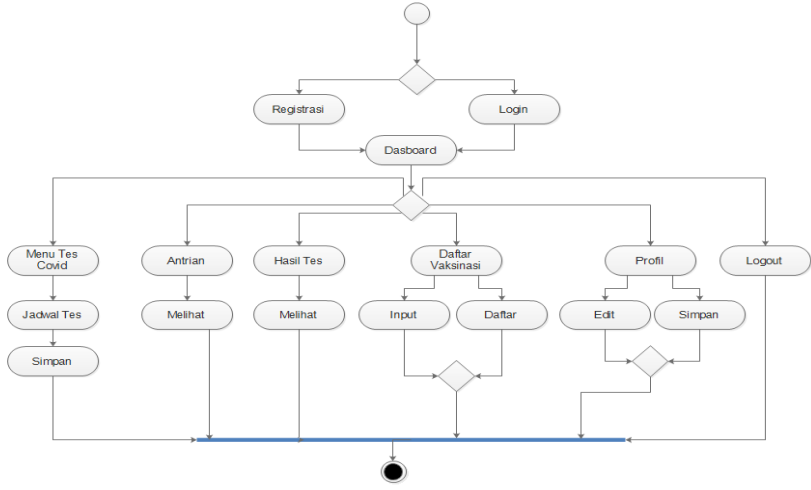 Registrasi
Login
Dasboard
Menu Tes
Covid
Antrian
Hasil Tes
Daftar
Vaksinasi
Profil
Logout
Jadwal Tes
Melihat
Melihat
Input
Daftar
Edit
Simpan
Simpan